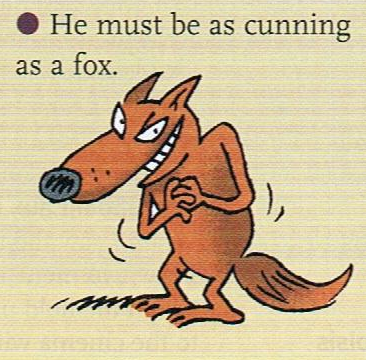 ● He must be as cunning
as a fox.